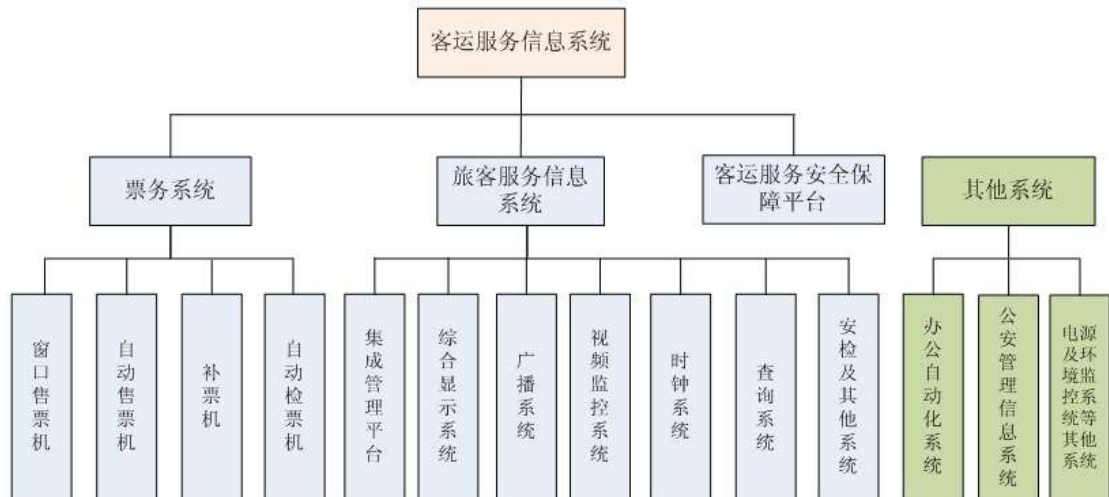 客运服务信息系统
票务系统
旅客服务信息
系统
客运服务安全保
障平台
其他系统
窗口售票机
自动售票机
补票机
自动检票机
集成管理平台
综合显示系统
广播系统
视频监控系统
时钟系统
查询系统
安检及其他系统
办公自动化系统
公安管理信息系统
电源
及环
境监
控系
统等
其他
系统